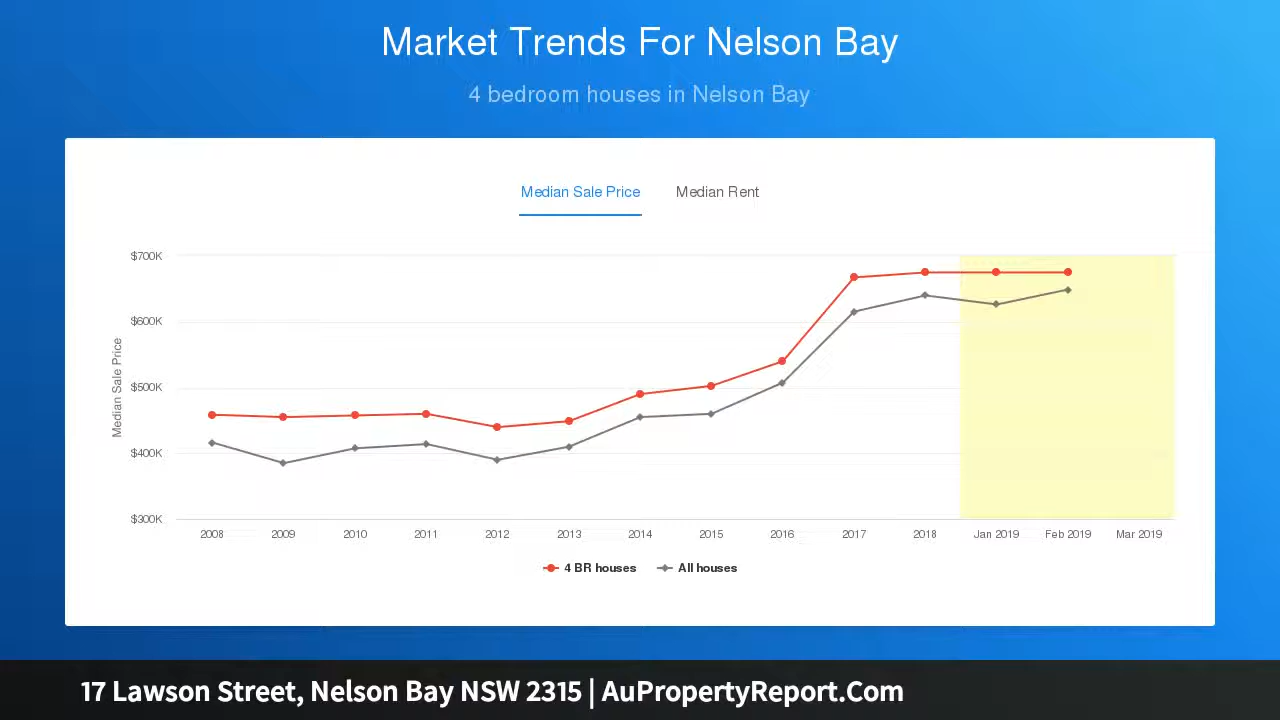 Market Trends For Nelson Bay
4 bedroom houses in Nelson Bay
Median Sale Price Median Rent
$700K
$600K
$500K
$400K
$300K
Median Sale Price
2008 2009 2010 2011 2012 2013 2014 2015 2016 2017 2018 Jan 2019 Feb 2019 Mar 2019
4 BR houses All houses
17 Lawson Street, Nelson Bay NSW 2315 | AuPropertyReport.Com